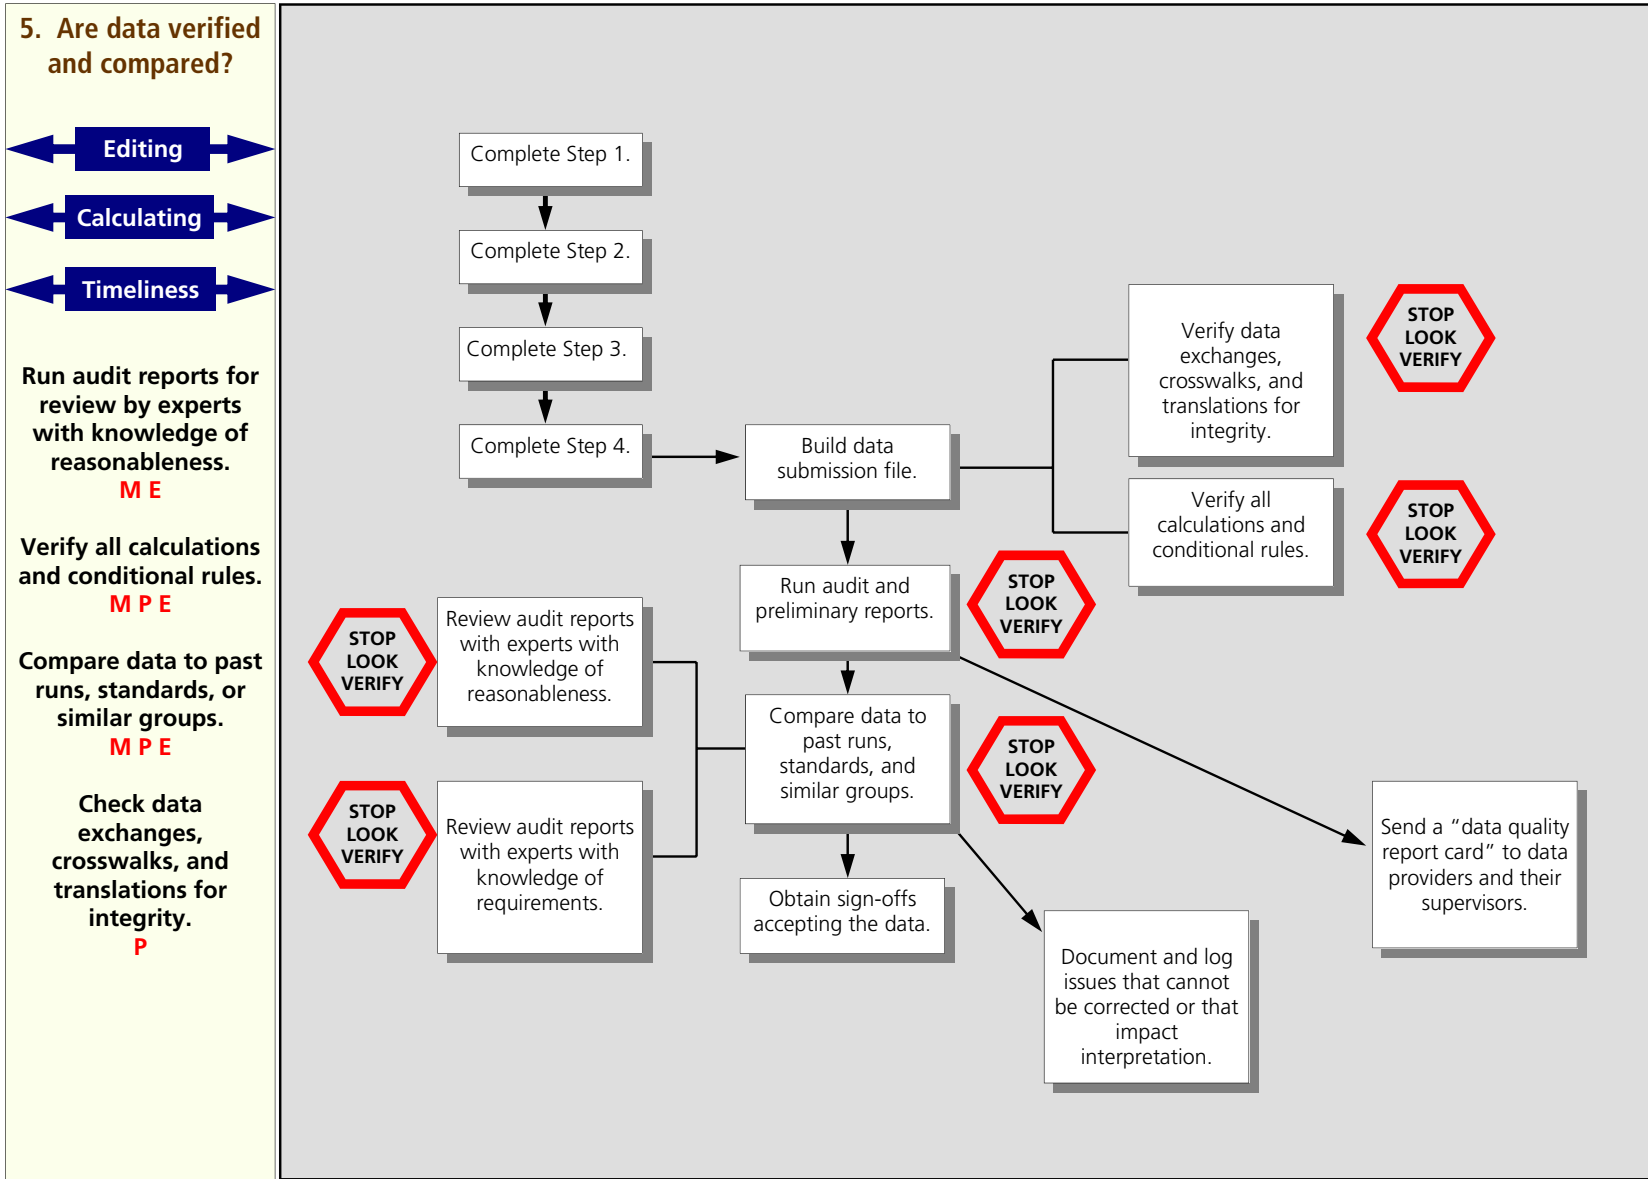 5. Are data verified
and compared?
Editing
Calculating
Timeliness
Run audit reports for
review by experts
with knowledge of
reasonableness.
M E
Verify all calculations
and conditional rules.
M P E
Compare data to past
runs, standards, or
similar groups.
M P E
Check data
exchanges,
crosswalks, and
translations for
integrity.
P
Complete Step 1.
Complete Step 2.
Complete Step 3.
Complete Step 4.
Build data
submission file.
Verify data
exchanges,
crosswalks, and
translations for
integrity.
STOP
LOOK
VERIFY
Verify all
calculations and
conditional rules.
STOP
LOOK
VERIFY
Run audit and
preliminary reports.
STOP
LOOK
VERIFY
STOP
LOOK
VERIFY
Review audit reports
with experts with
knowledge of
reasonableness.
Compare data to
past runs,
standards, and
similar groups.
STOP
LOOK
VERIFY
STOP
LOOK
VERIFY
Review audit reports
with experts with
knowledge of
requirements.
Obtain sign-offs
accepting the data.
Document and log
issues that cannot
be corrected or that
impact
interpretation.
Send a “data quality
report card” to data
providers and their
supervisors.